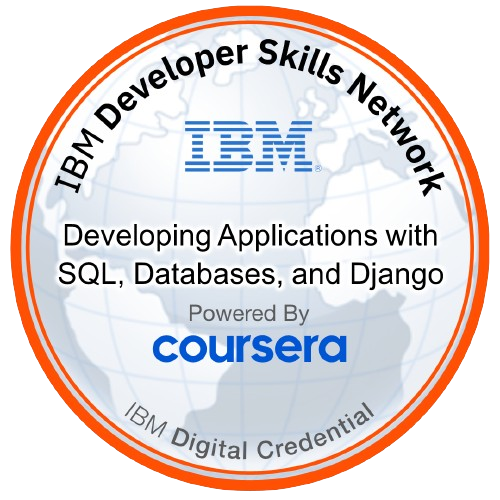 IBM Developer Skills Network
IBM®
Developing Applications with
SQL, Databases, and Django
Powered By
coursera
IBM Digital Credential